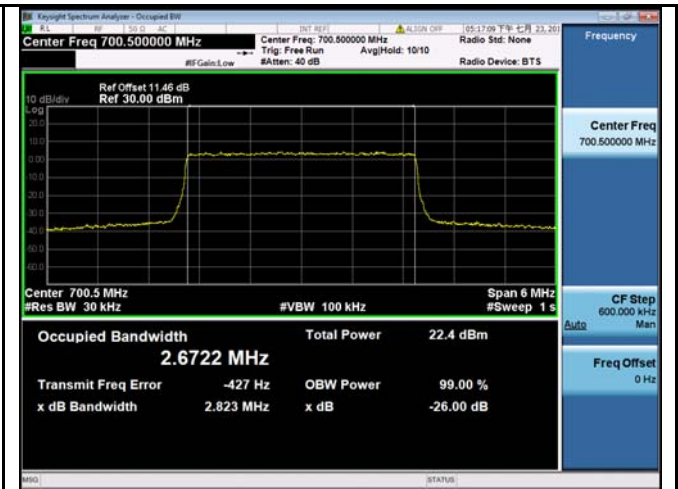 Keysight Spectrum Analyzer - Occupied BW
RL RF 50 Ω AC INT REF ALIGN OFF 05:17:09 下午 七月 23, 201
Center Freq 700.500000 MHz
Center Freq: 700.500000 MHz Radio Std: None
Trig: Free Run Avg|Hold: 10/10
#IFGain:Low #Atten: 40 dB Radio Device: BTS
Frequency
Ref Offset 11.46 dB
10 dB/div Ref 30.00 dBm
Log
20.0
10.0
0.00
10.0
20.0
30.0
40.0
50.0
60.0
Center 700.5 MHz Span 6 MHz
#Res BW 30 kHz #VBW 100 kHz #Sweep 1 s
Occupied Bandwidth Total Power 22.4 dBm
2.6722 MHz
Transmit Freq Error -427 Hz OBW Power 99.00 %
x dB Bandwidth 2.823 MHz x dB -26.00 dB
Center Freq
700.500000 MHz
CF Step
600.000 kHz
Auto Man
Freq Offset
0 Hz
MSG STATUS